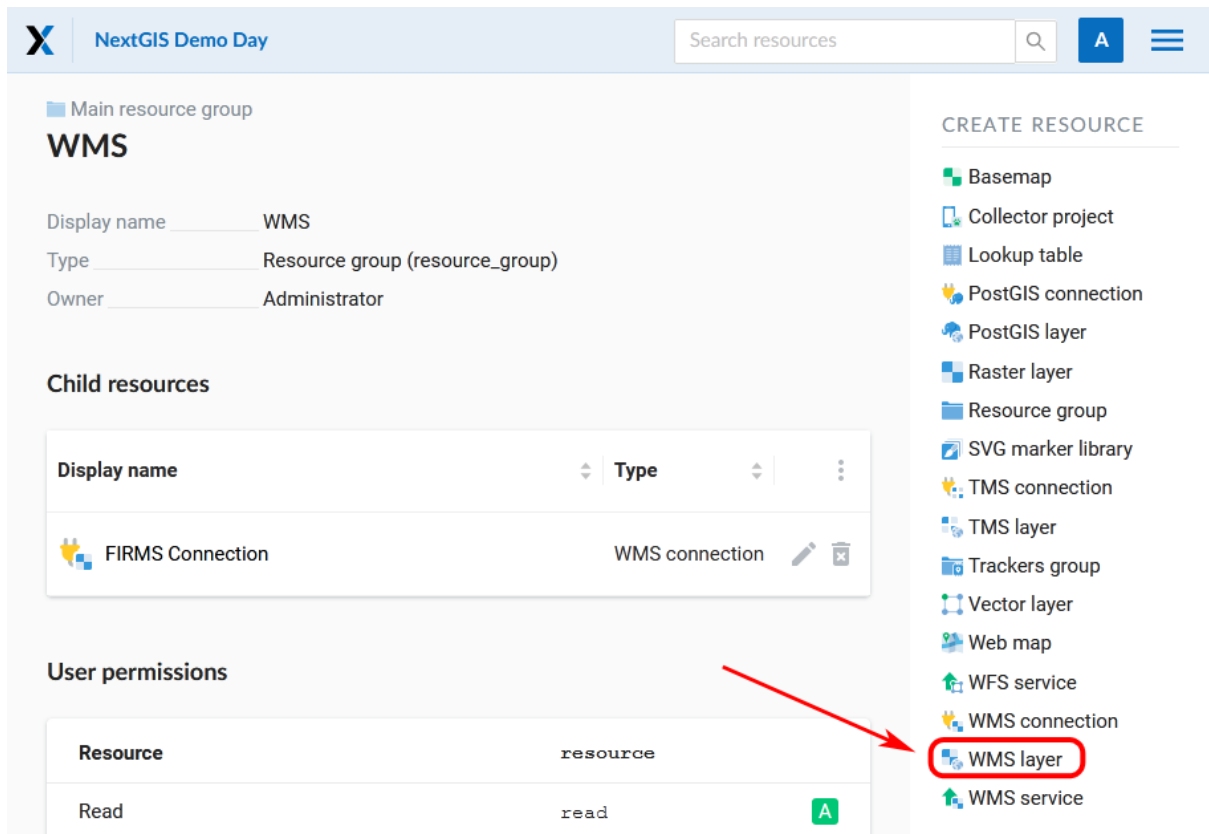 NextGIS Demo Day
Search resources
A
Main resource group
WMS
Display name WMS
Type Resource group (resource_group)
Owner Administrator
Child resources
Display name Type
FIRMS Connection WMS connection
User permissions
Resource resource
Read read A
CREATE RESOURCE
Basemap
Collector project
Lookup table
PostGIS connection
PostGIS layer
Raster layer
Resource group
SVG marker library
TMS connection
TMS layer
Trackers group
Vector layer
Web map
WFS service
WMS connection
WMS layer
WMS service